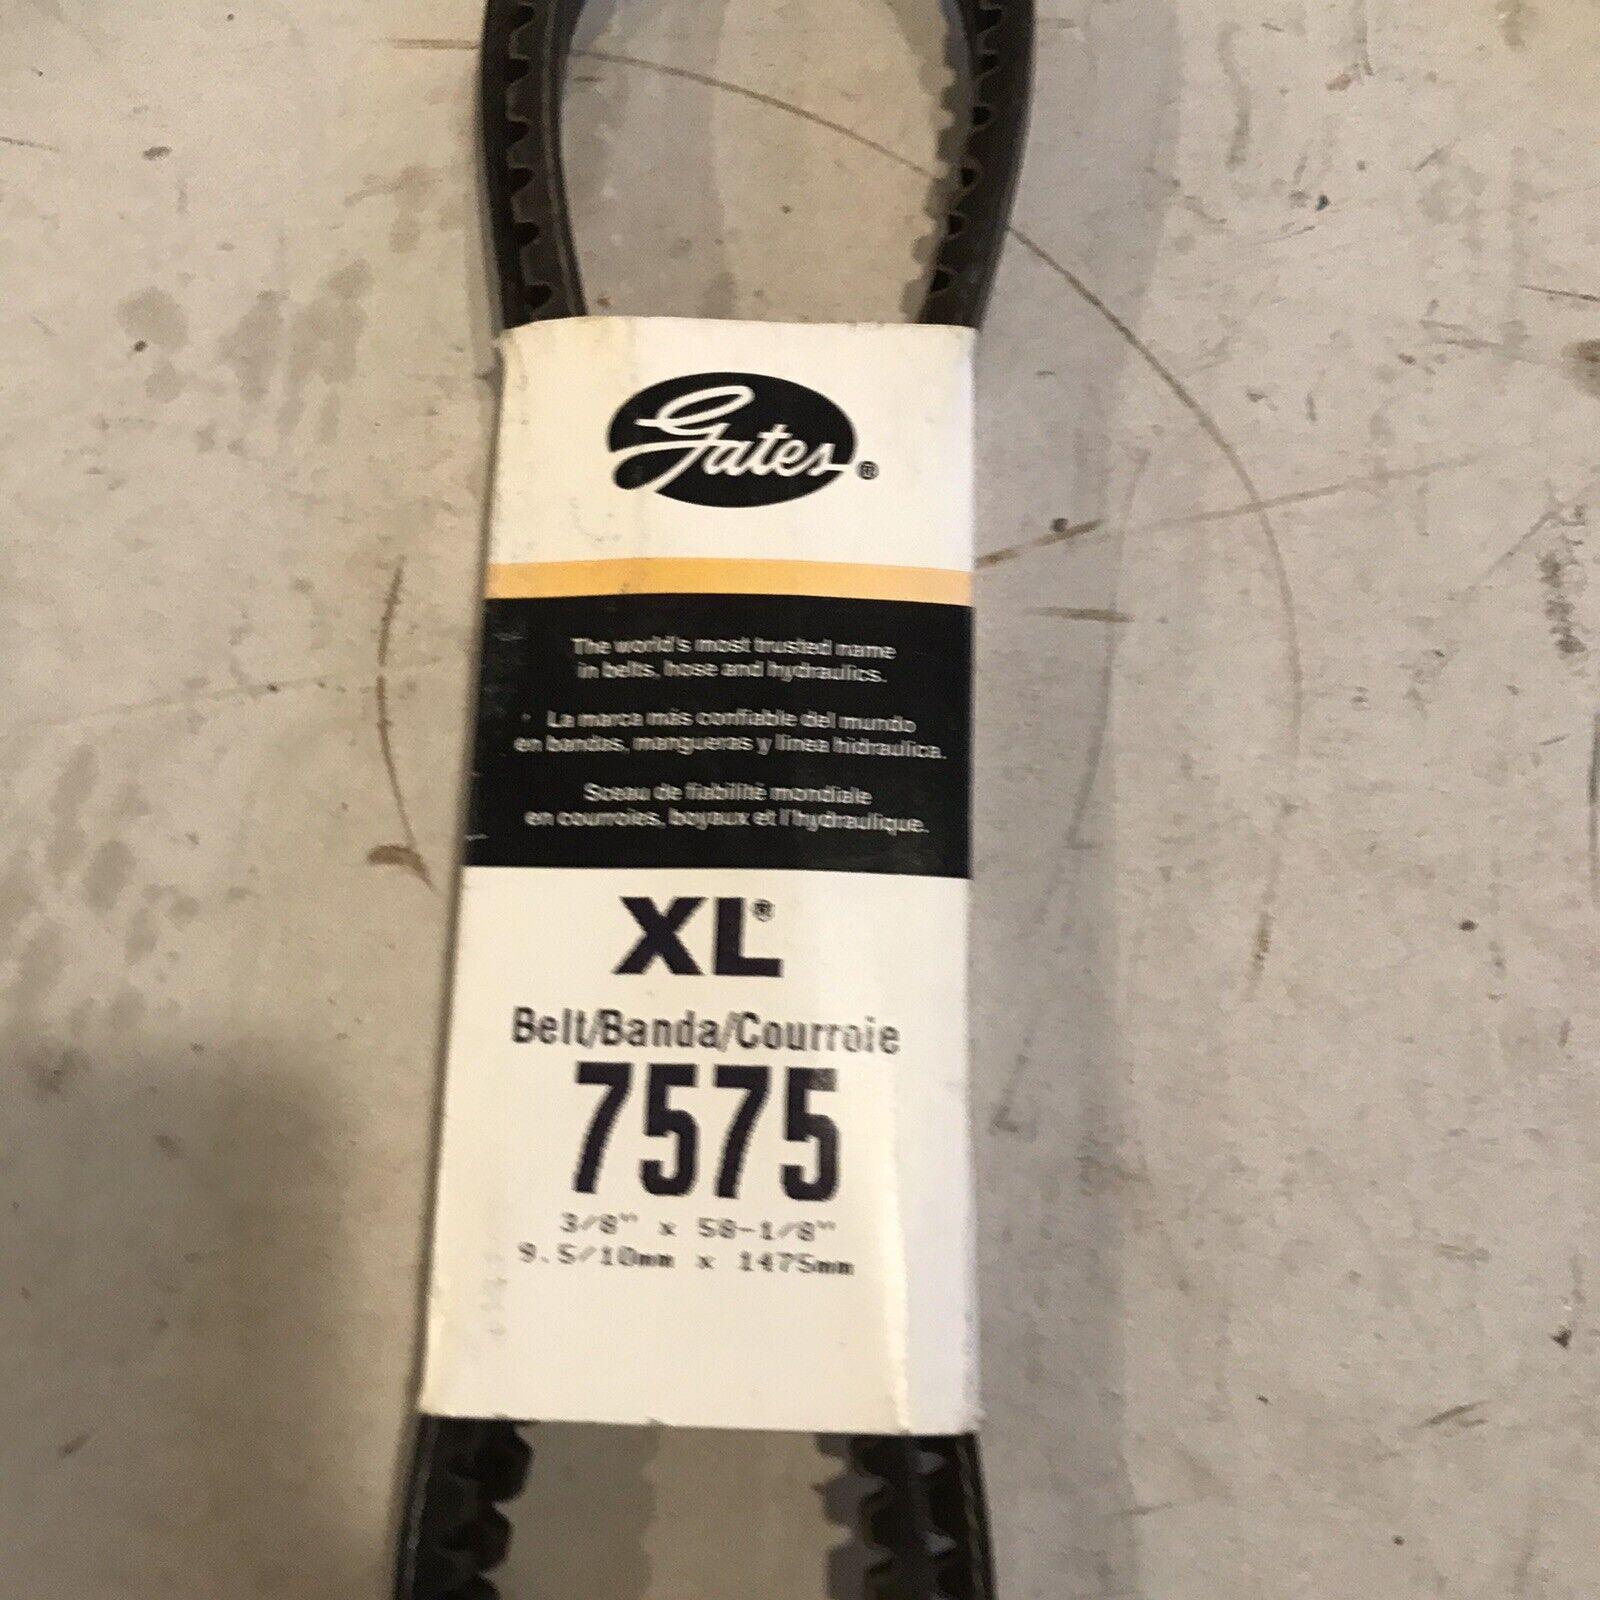 Gates®
The world's most trusted name
in belts, hose and hydraulics.
La marca más confiable del mundo
en bandas, mangueras y línea hidráulica.
Sceau de fiabilité mondiale
en courroies, boyaux et l'hydraulique.
XL®
Belt/Banda/Courroie
7575
3/8" x 58-1/8"
9.5/10mm x 1475mm